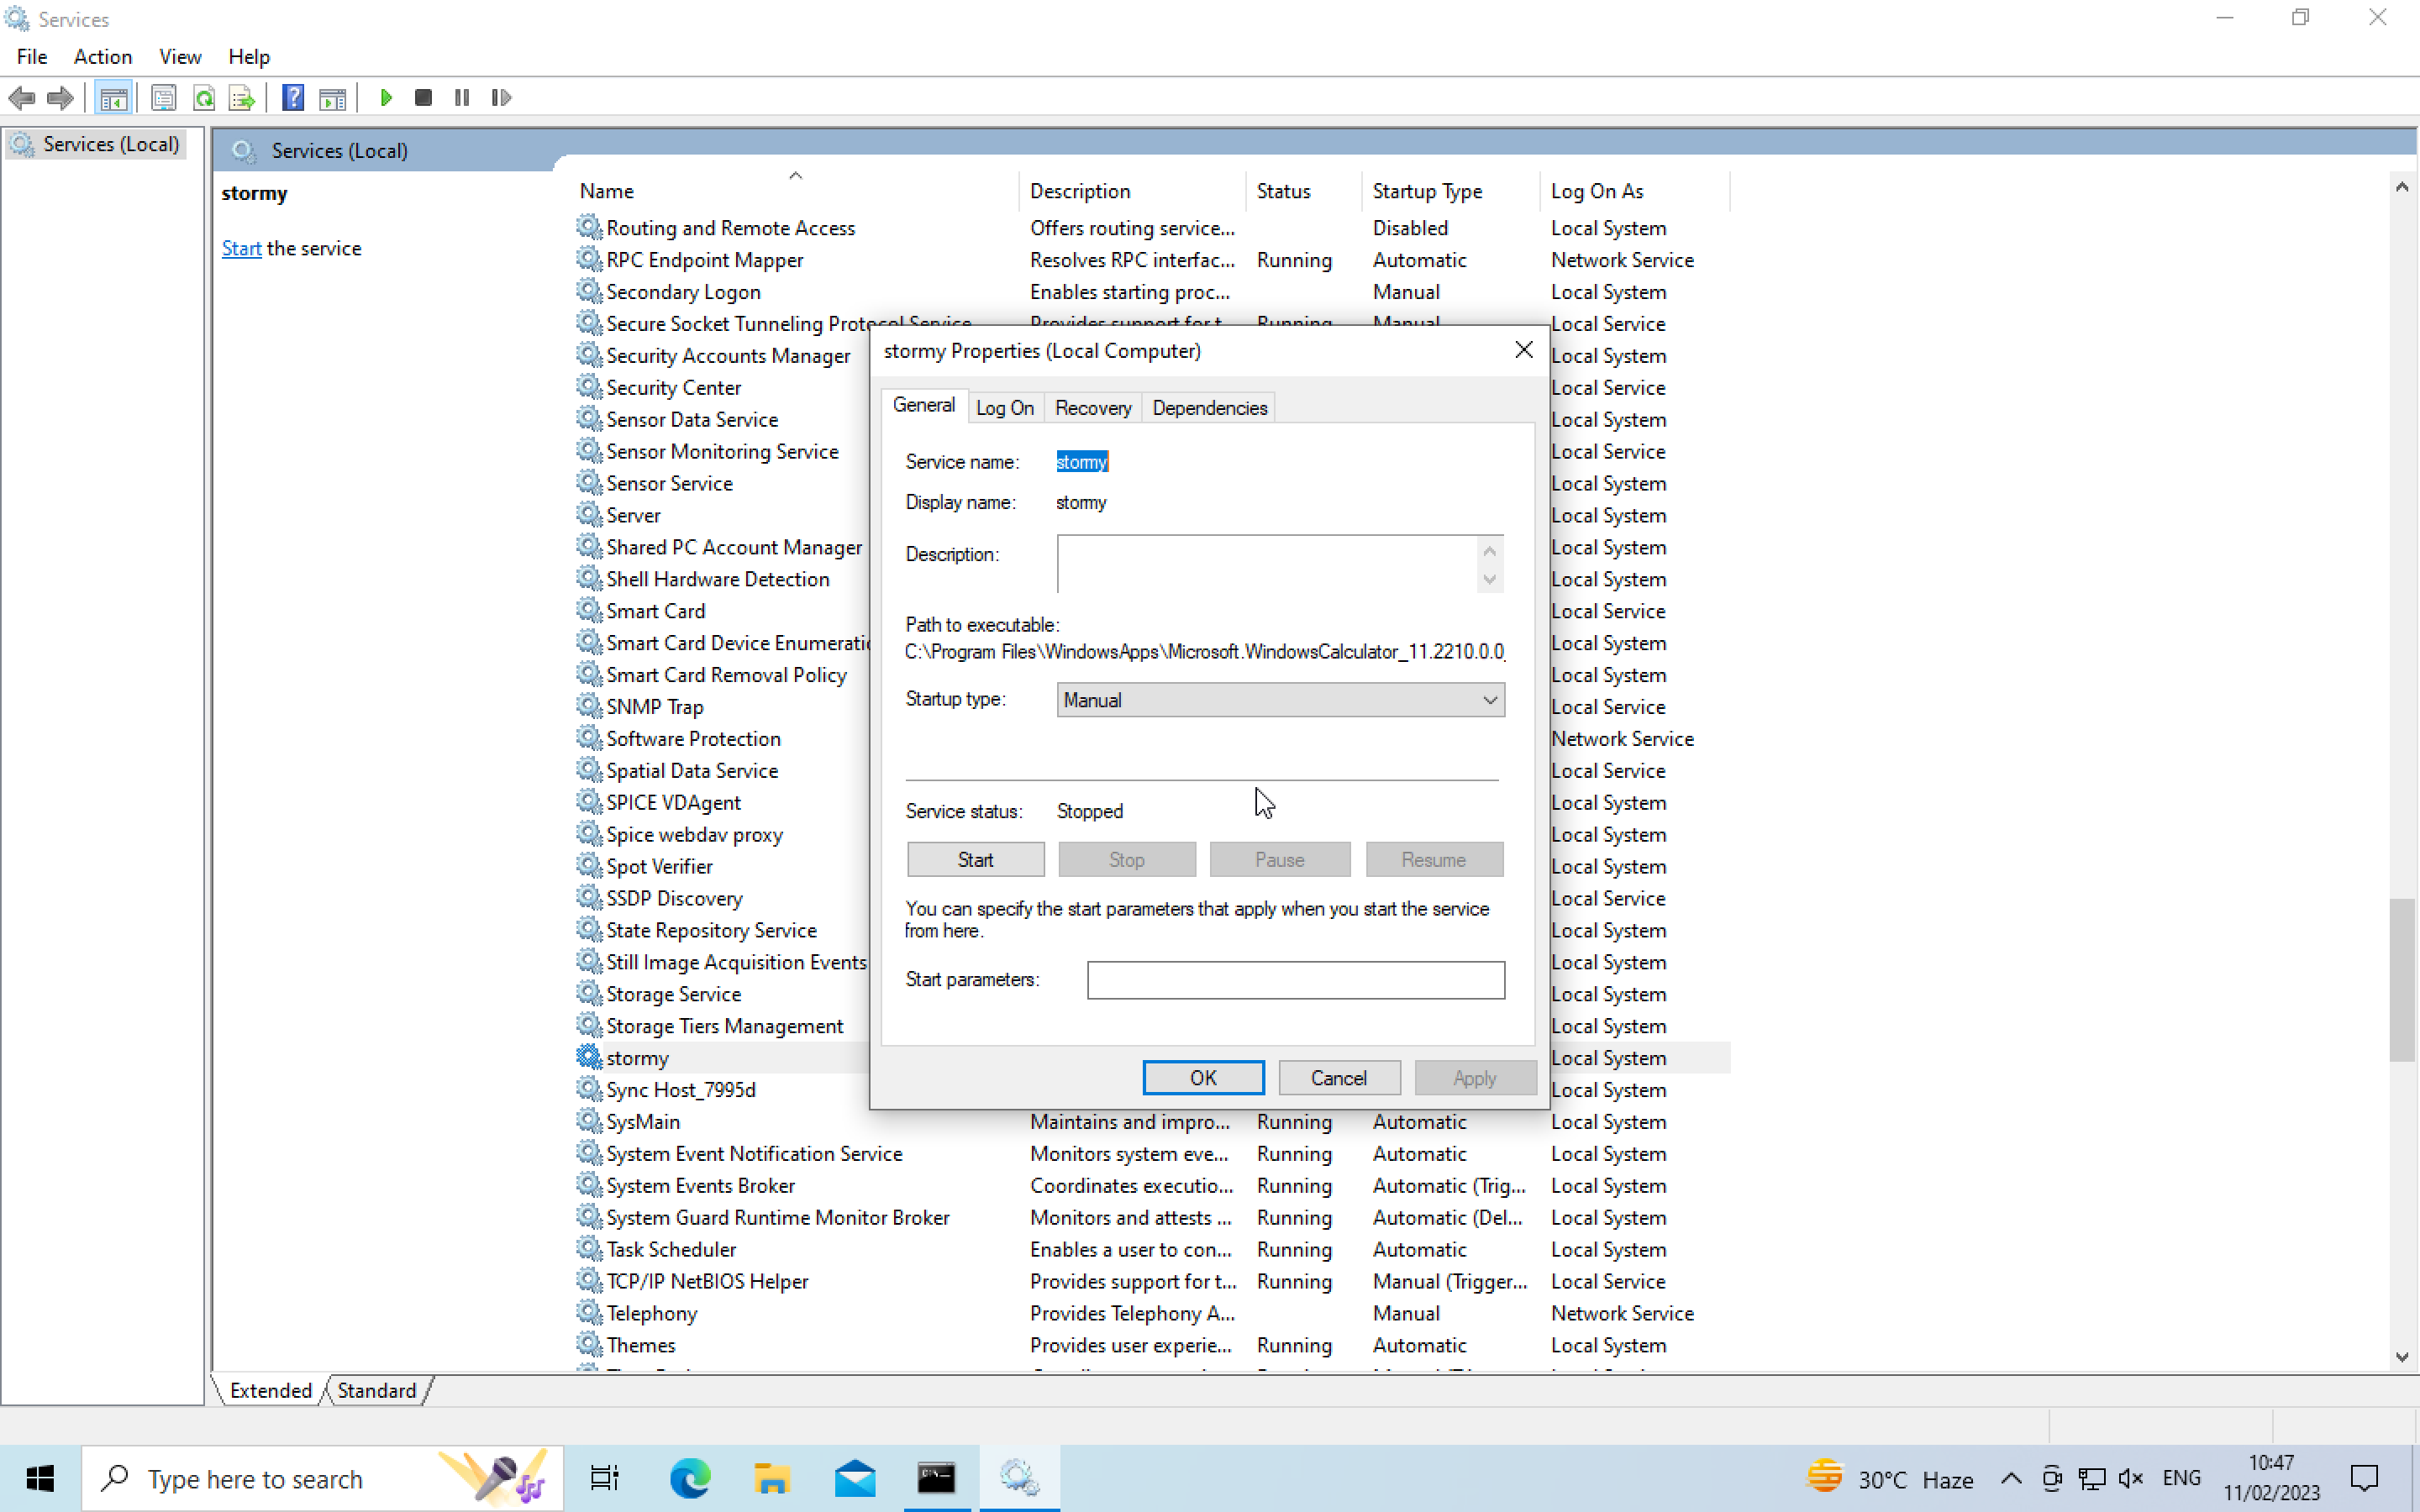 Services
File Action View Help
Services (Local)
Services (Local)
stormy
Start the service
Name Description Status Startup Type Log On As
Routing and Remote Access Offers routing service... Disabled Local System
RPC Endpoint Mapper Resolves RPC interfac... Running Automatic Network Service
Secondary Logon Enables starting proc... Manual Local System
Secure Socket Tunneling Protocol Service Provides support for t... Running Manual Local Service
Security Accounts Manager Local System
Security Center Local Service
Sensor Data Service Local System
Sensor Monitoring Service Local Service
Sensor Service Local System
Server Local System
Shared PC Account Manager Local System
Shell Hardware Detection Local System
Smart Card Local Service
Smart Card Device Enumeratic Local System
Smart Card Removal Policy Local System
SNMP Trap Local Service
Software Protection Network Service
Spatial Data Service Local Service
SPICE VDAgent Local System
Spice webdav proxy Local System
Spot Verifier Local System
SSDP Discovery Local Service
State Repository Service Local System
Still Image Acquisition Events Local System
Storage Service Local System
Storage Tiers Management Local System
stormy Local System
Sync Host_7995d Local System
SysMain Maintains and impro... Running Automatic Local System
System Event Notification Service Monitors system eve... Running Automatic Local System
System Events Broker Coordinates executio... Running Automatic (Trig... Local System
System Guard Runtime Monitor Broker Monitors and attests ... Running Automatic (Del... Local System
Task Scheduler Enables a user to con... Running Automatic Local System
TCP/IP NetBIOS Helper Provides support for t... Running Manual (Trigger... Local Service
Telephony Provides Telephony A... Manual Network Service
Themes Provides user experie... Running Automatic Local System
stormy Properties (Local Computer)
General Log On Recovery Dependencies
Service name: stormy
Display name: stormy
Description:
Path to executable:
C:\Program Files\WindowsApps\Microsoft.WindowsCalculator_11.2210.0.0_
Startup type: Manual
Service status: Stopped
Start Stop Pause Resume
You can specify the start parameters that apply when you start the service
from here.
Start parameters:
OK Cancel Apply
Extended Standard
Type here to search
30°C Haze
ENG
10:47
11/02/2023